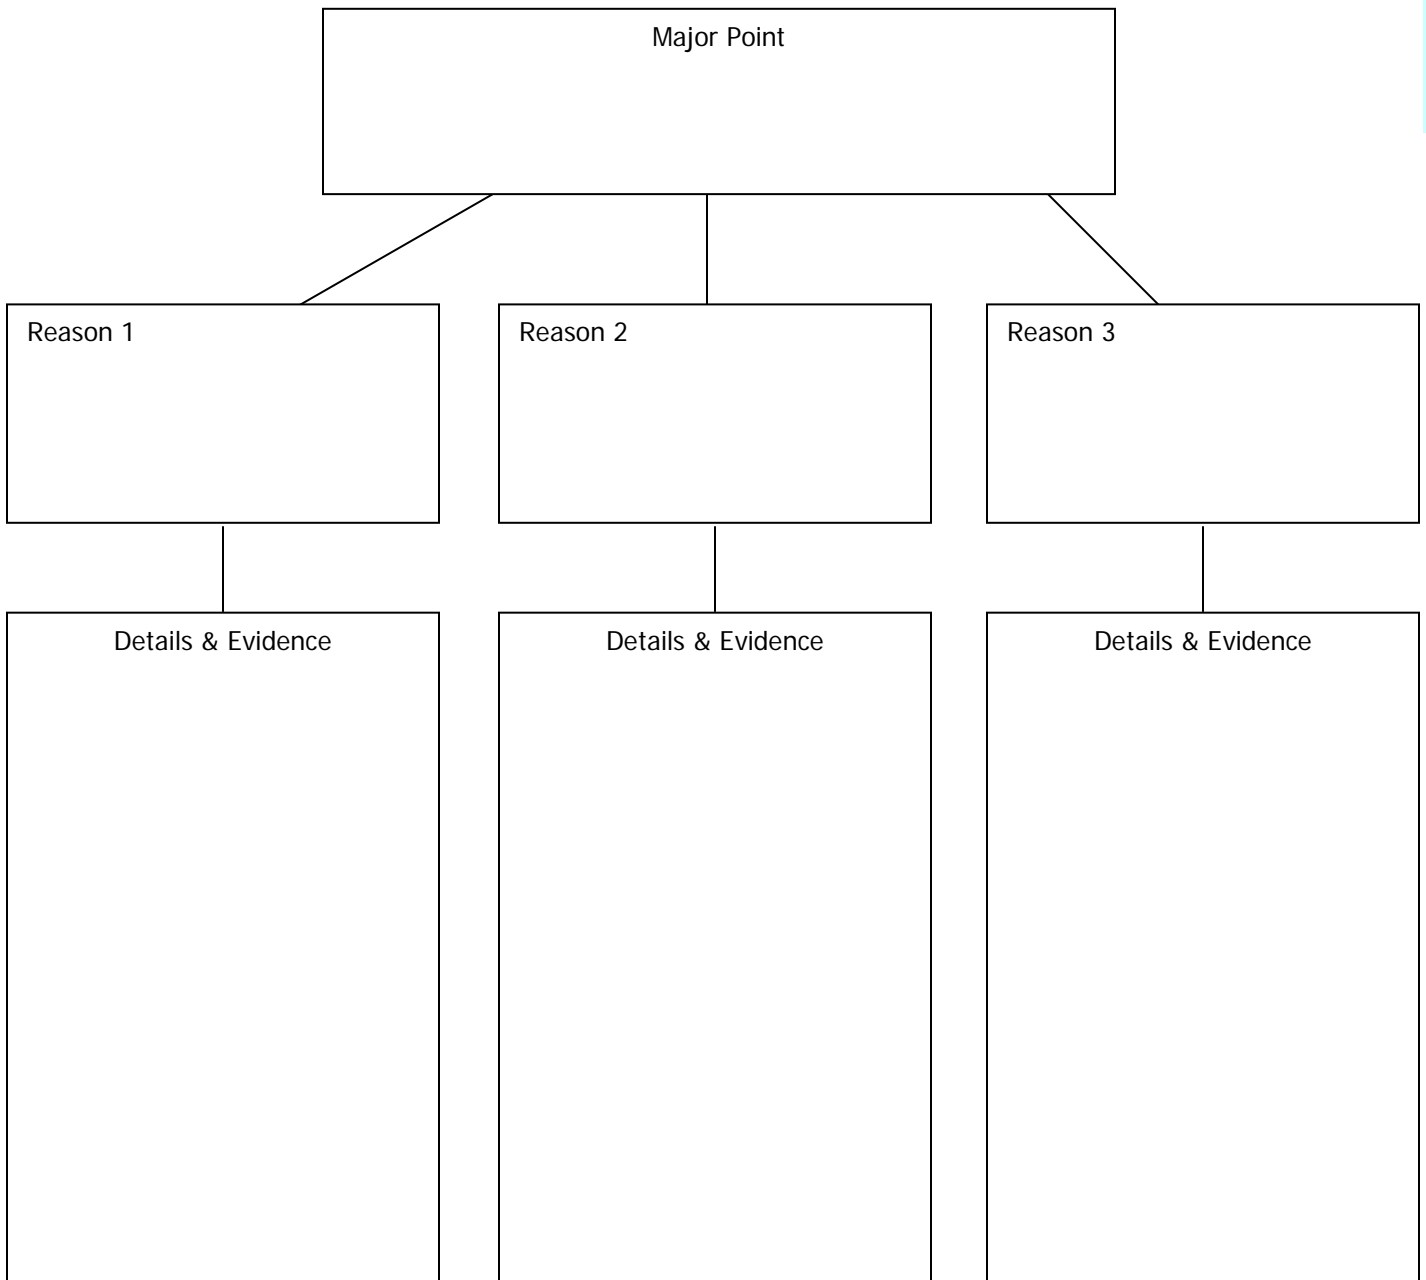 Major Point
Reason 1
Reason 2
Reason 3
Details & Evidence
Details & Evidence
Details & Evidence